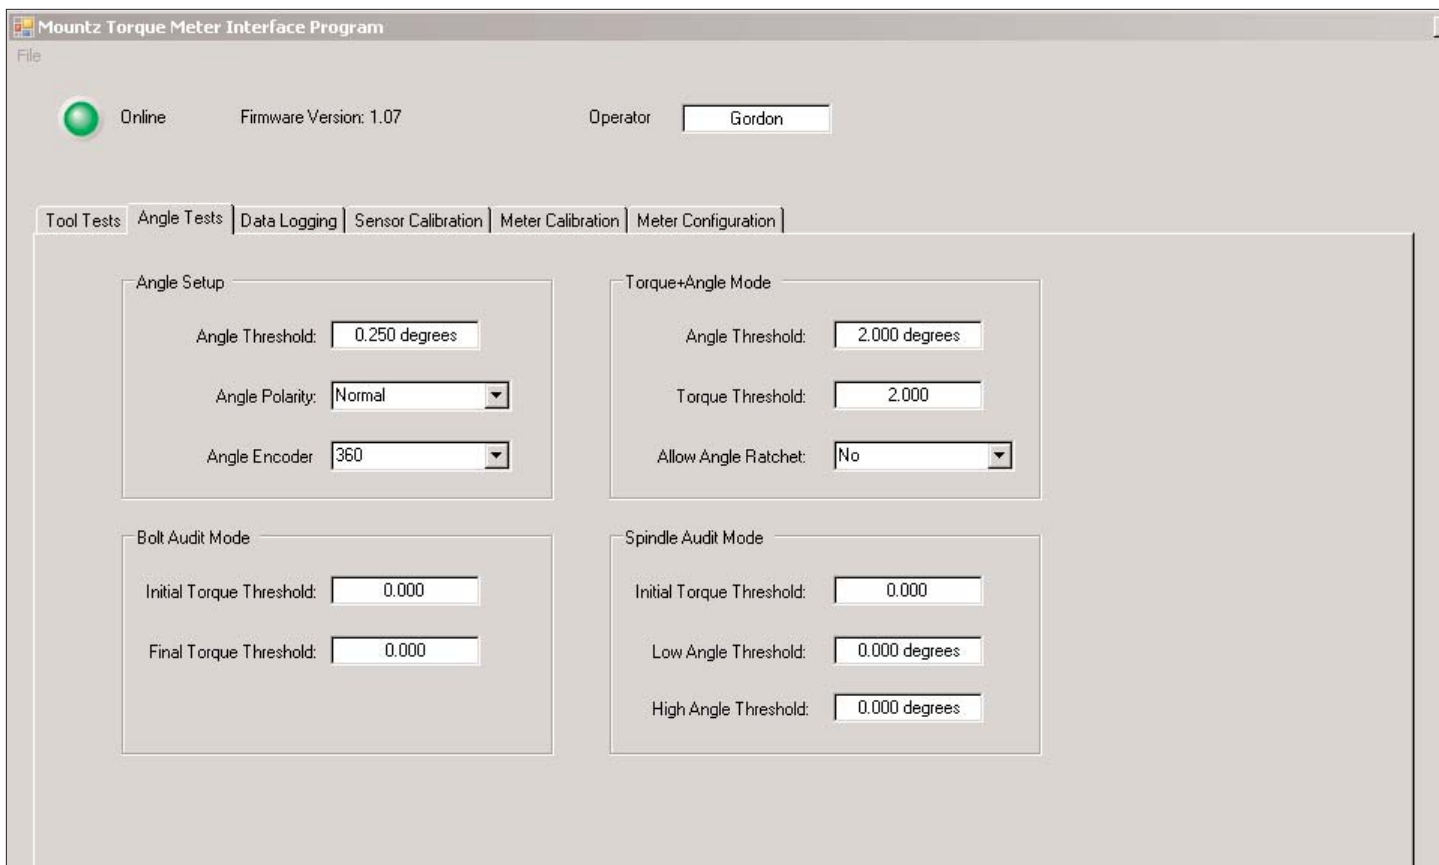 Mountz Torque Meter Interface Program
File
Online Firmware Version: 1.07 Operator Gordon
Tool Tests Angle Tests Data Logging Sensor Calibration Meter Calibration Meter Configuration
Angle Setup
Angle Threshold: 0.250 degrees
Angle Polarity: Normal
Angle Encoder 360
Torque+Angle Mode
Angle Threshold: 2.000 degrees
Torque Threshold: 2.000
Allow Angle Ratchet: No
Bolt Audit Mode
Initial Torque Threshold: 0.000
Final Torque Threshold: 0.000
Spindle Audit Mode
Initial Torque Threshold: 0.000
Low Angle Threshold: 0.000 degrees
High Angle Threshold: 0.000 degrees